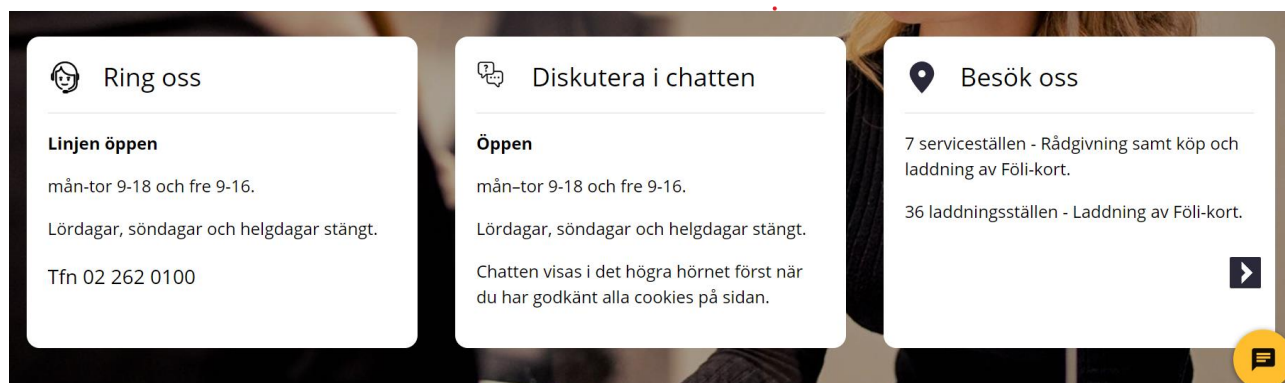 Ring oss
Linjen öppen
mån-tor 9-18 och fre 9-16.
Lördagar, söndagar och helgdagar stängt.
Tfn 02 262 0100
Diskutera i chatten
Öppen
mån–tor 9-18 och fre 9-16.
Lördagar, söndagar och helgdagar stängt.
Chatten visas i det högra hörnet först när
du har godkänt alla cookies på sidan.
Besök oss
7 serviceställen - Rådgivning samt köp och
laddning av Föli-kort.
36 laddningsställen - Laddning av Föli-kort.